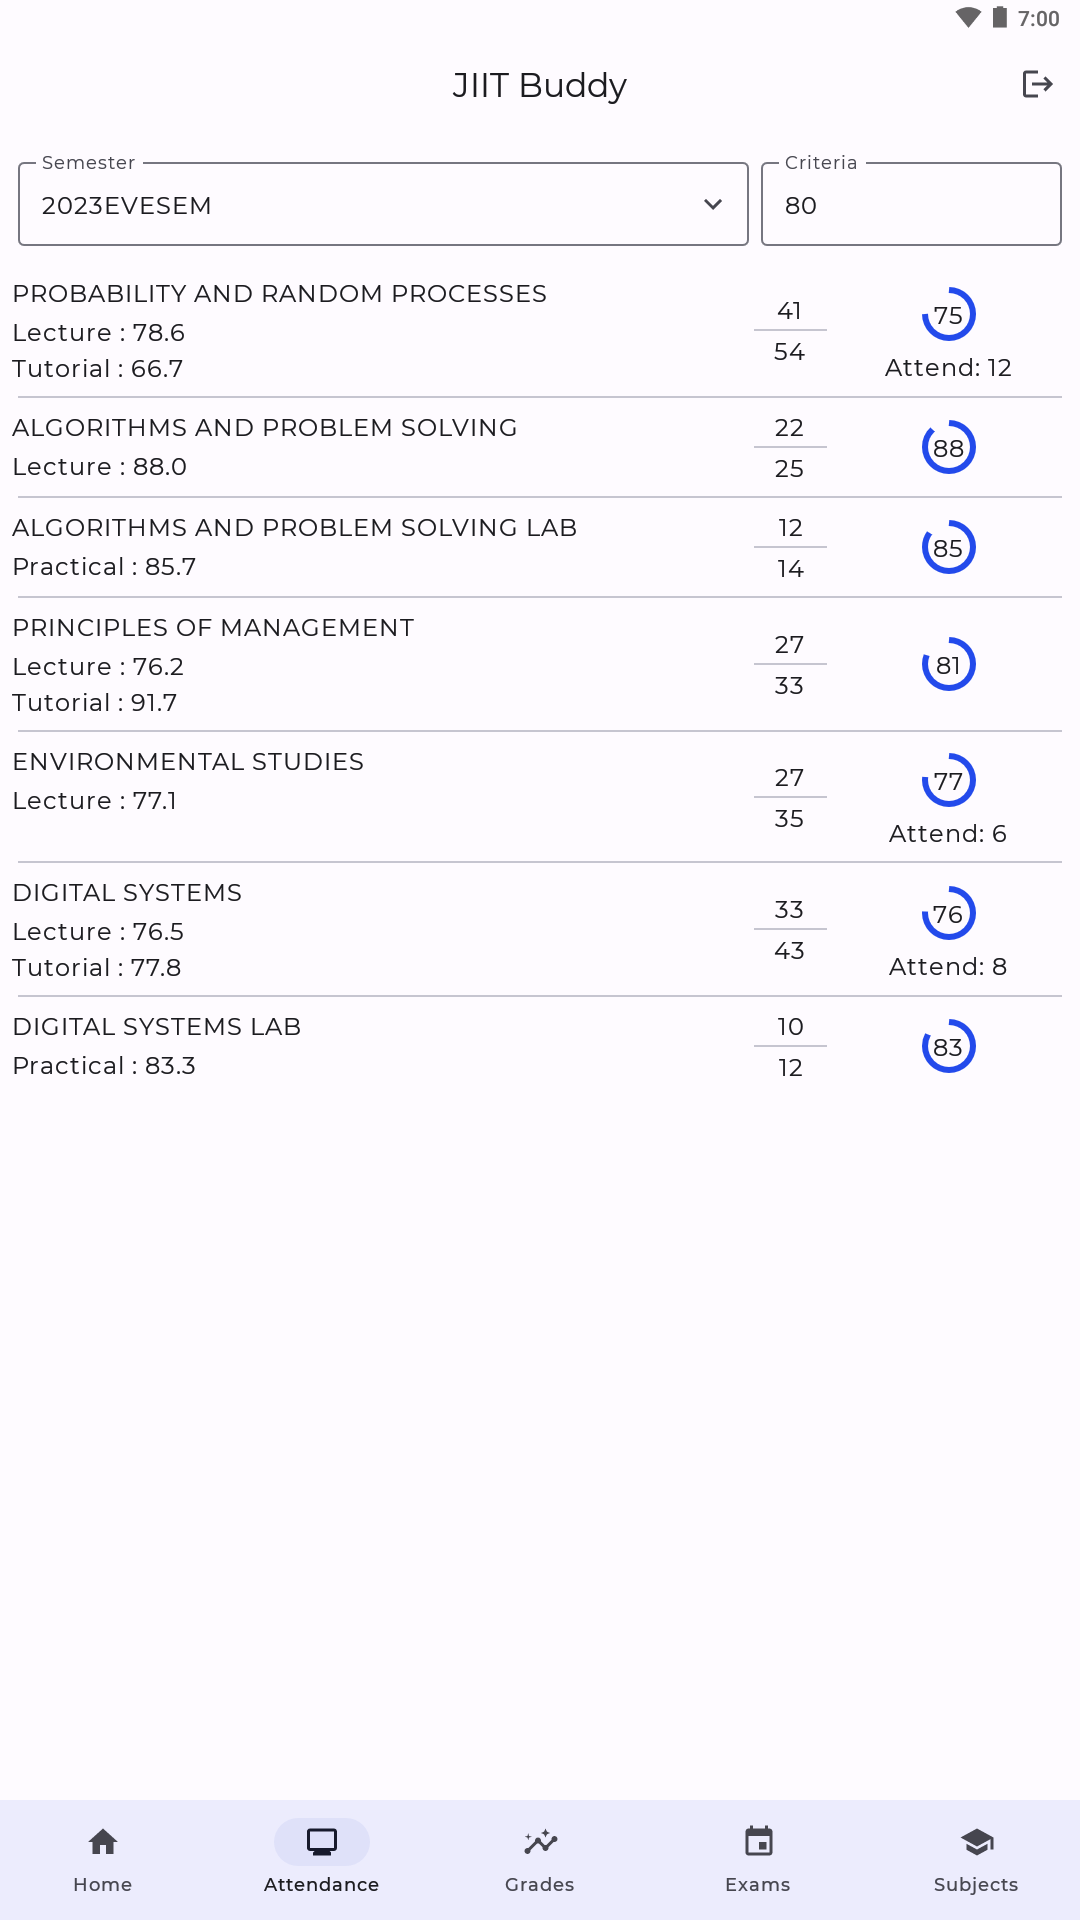 7:00
JIIT Buddy
Semester
2023EVESEM
Criteria
80
PROBABILITY AND RANDOM PROCESSES
Lecture : 78.6
Tutorial : 66.7
41
54
75
Attend: 12
ALGORITHMS AND PROBLEM SOLVING
Lecture : 88.0
22
25
88
ALGORITHMS AND PROBLEM SOLVING LAB
Practical : 85.7
12
14
85
PRINCIPLES OF MANAGEMENT
Lecture : 76.2
Tutorial : 91.7
27
33
81
ENVIRONMENTAL STUDIES
Lecture : 77.1
27
35
77
Attend: 6
DIGITAL SYSTEMS
Lecture : 76.5
Tutorial : 77.8
33
43
76
Attend: 8
DIGITAL SYSTEMS LAB
Practical : 83.3
10
12
83
Home
Attendance
Grades
Exams
Subjects